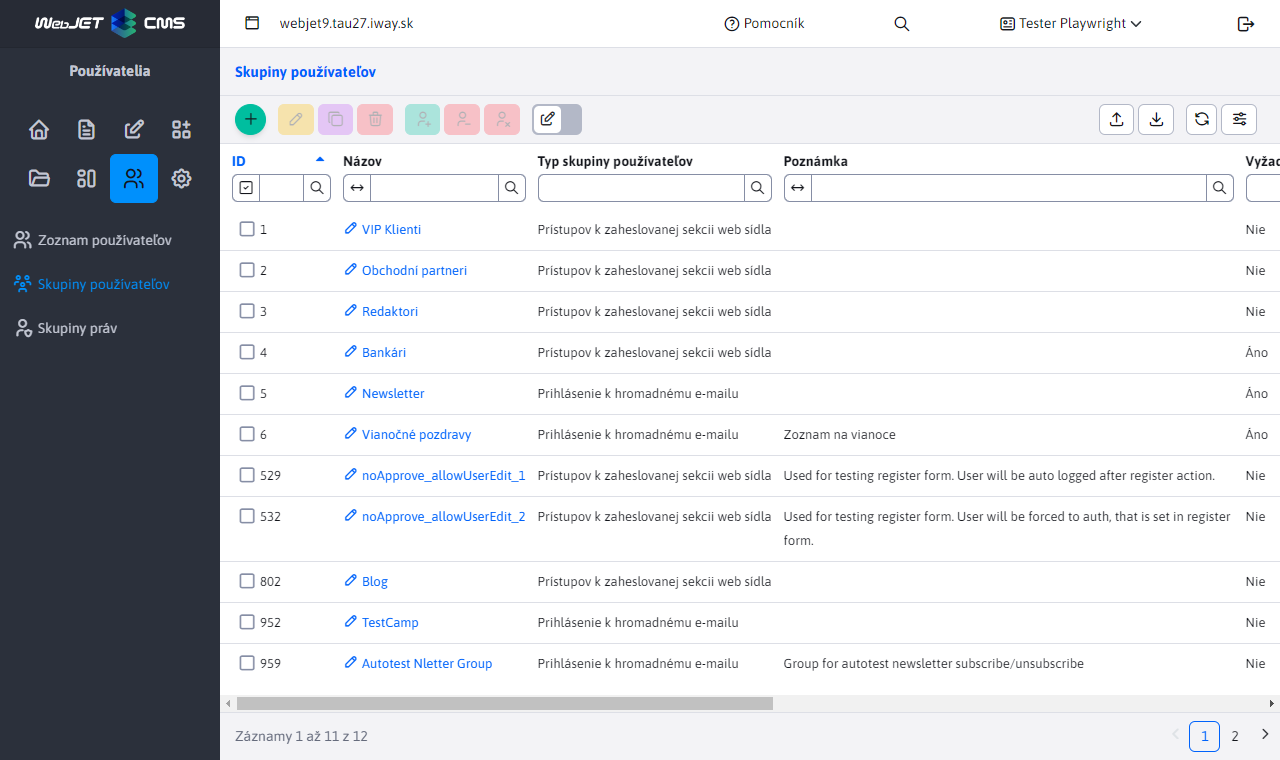 WebJET CMS
webjet9.tau27.iway.sk
Pomocník
Tester Playwright
Používatelia
Skupiny používateľov
Zoznam používateľov
Skupiny používateľov
Skupiny práv
ID Názov Typ skupiny používateľov Poznámka Vyžad
1 VIP Klienti Prístupov k zaheslovanej sekcii web sídla Nie
2 Obchodní partneri Prístupov k zaheslovanej sekcii web sídla Nie
3 Redaktori Prístupov k zaheslovanej sekcii web sídla Nie
4 Bankári Prístupov k zaheslovanej sekcii web sídla Áno
5 Newsletter Prihlásenie k hromadnému e-mailu Áno
6 Vianočné pozdravy Prihlásenie k hromadnému e-mailu Zoznam na vianoce Áno
529 noApprove_allowUserEdit_1 Prístupov k zaheslovanej sekcii web sídla Used for testing register form. User will be auto logged after register action. Nie
532 noApprove_allowUserEdit_2 Prístupov k zaheslovanej sekcii web sídla Used for testing register form. User will be forced to auth, that is set in register Nie
form.
802 Blog Prístupov k zaheslovanej sekcii web sídla Nie
952 TestCamp Prihlásenie k hromadnému e-mailu Nie
959 Autotest Nletter Group Prihlásenie k hromadnému e-mailu Group for autotest newsletter subscribe/unsubscribe Nie
Záznamy 1 až 11 z 12
1 2